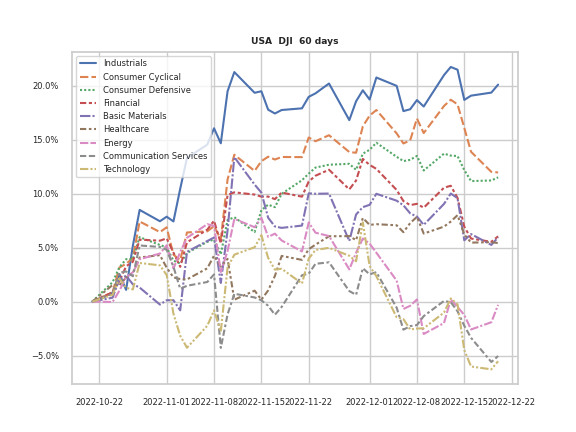 USA DJI 60 days
Industrials
Consumer Cyclical
Consumer Defensive
Financial
Basic Materials
Healthcare
Energy
Communication Services
Technology
20.0%
15.0%
10.0%
5.0%
0.0%
−5.0%
2022-10-22
2022-11-01
2022-11-08
2022-11-15
2022-11-22
2022-12-01
2022-12-08
2022-12-15
2022-12-22